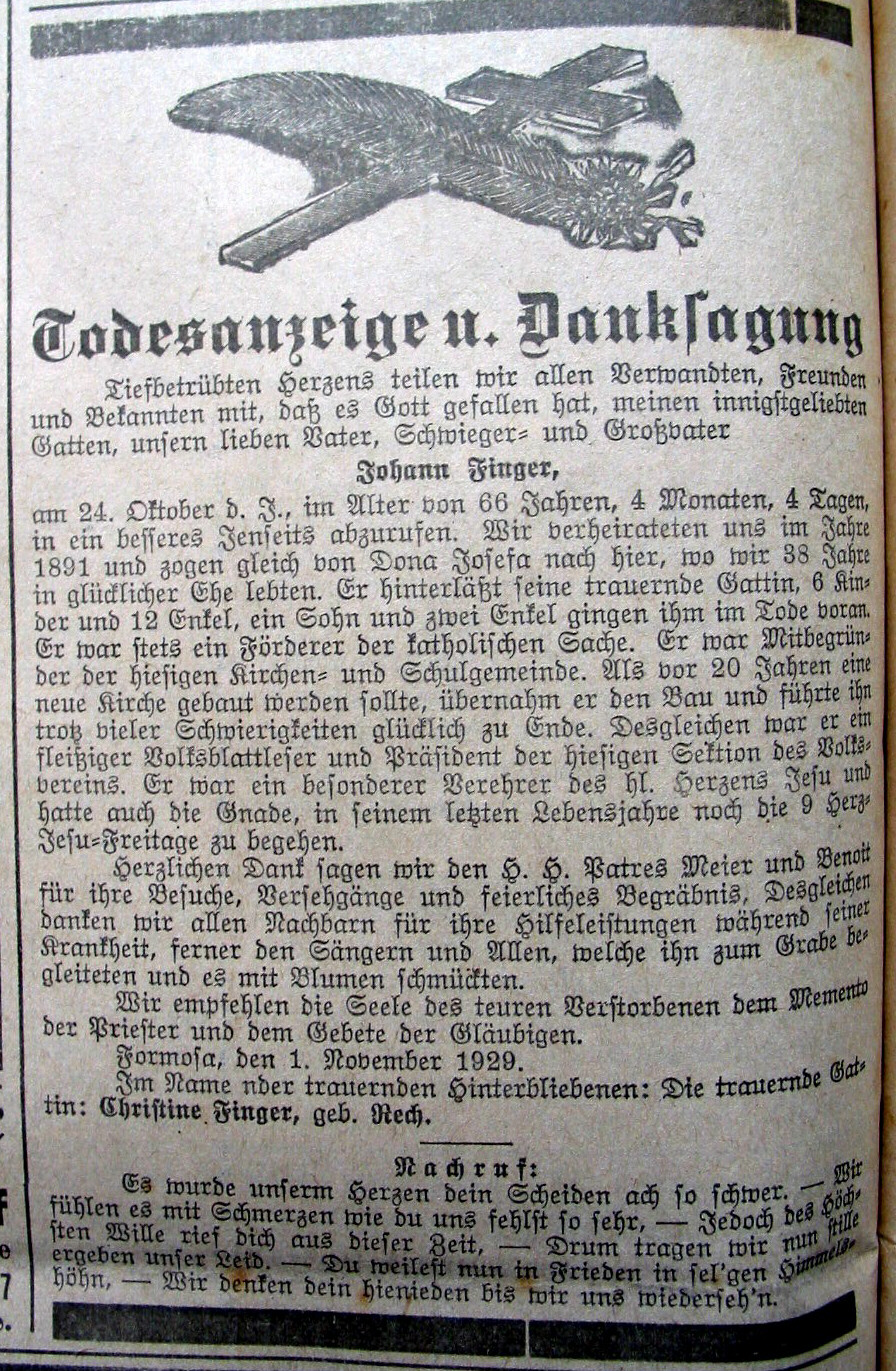 Todesanzeige u. Danksagung
Tiefbetrübten Herzens teilen wir allen Verwandten, Freunden
und Bekannten mit, daß es Gott gefallen hat, meinen innigstgeliebten
Gatten, unsern lieben Vater, Schwieger- und Großvater
Johann Finger,
am 24. Oktober d. J., im Alter von 66 Jahren, 4 Monaten, 4 Tagen,
in ein besseres Jenseits abzurufen. Wir verheirateten uns im Jahre
1891 und zogen gleich von Dona Josefa nach hier, wo wir 38 Jahre
in glücklicher Ehe lebten. Er hinterläßt seine trauernde Gattin, 6 Kin-
der und 12 Enkel, ein Sohn und zwei Enkel gingen ihm im Tode voran.
Er war stets ein Förderer der katholischen Sache. Er war Mitbegrün-
der der hiesigen Kirchen- und Schulgemeinde. Als vor 20 Jahren eine
neue Kirche gebaut werden sollte, übernahm er den Bau und führte ihn
trotz vieler Schwierigkeiten glücklich zu Ende. Desgleichen war er ein
fleißiger Volksblattleser und Präsident der hiesigen Sektion des Volks-
vereins. Er war ein besonderer Verehrer des hl. Herzens Jesu und
hatte auch die Gnade, in seinem letzten Lebensjahre noch die 9 Herz-
Jesu-Freitage zu begehen.
Herzlichen Dank sagen wir den H. H. Patres Meier und Benoit
für ihre Besuche, Versehgänge und feierliches Begräbnis, Desgleichen
danken wir allen Nachbarn für ihre Hilfeleistungen während seiner
Krankheit, ferner den Sängern und Allen, welche ihn zum Grabe be-
gleiteten und es mit Blumen schmückten.
Wir empfehlen die Seele des teuren Verstorbenen dem Memento
der Priester und dem Gebete der Gläubigen.
Formosa, den 1. November 1929.
Im Name nder trauernden Hinterbliebenen: Die trauernde Gat-
tin: Christine Finger, geb. Rech.
Nachruf:
Es wurde unserm Herzen dein Scheiden ach so schwer. — Wir
fühlen es mit Schmerzen wie du uns fehlst so sehr, — Jedoch des Höch-
sten Wille rief dich aus dieser Zeit, — Drum tragen wir nun stille
ergeben unser Leid. — Du weilest nun in Frieden in sel'gen Himmels-
höhn, — Wir denken dein hienieden bis wir uns wiederseh'n.